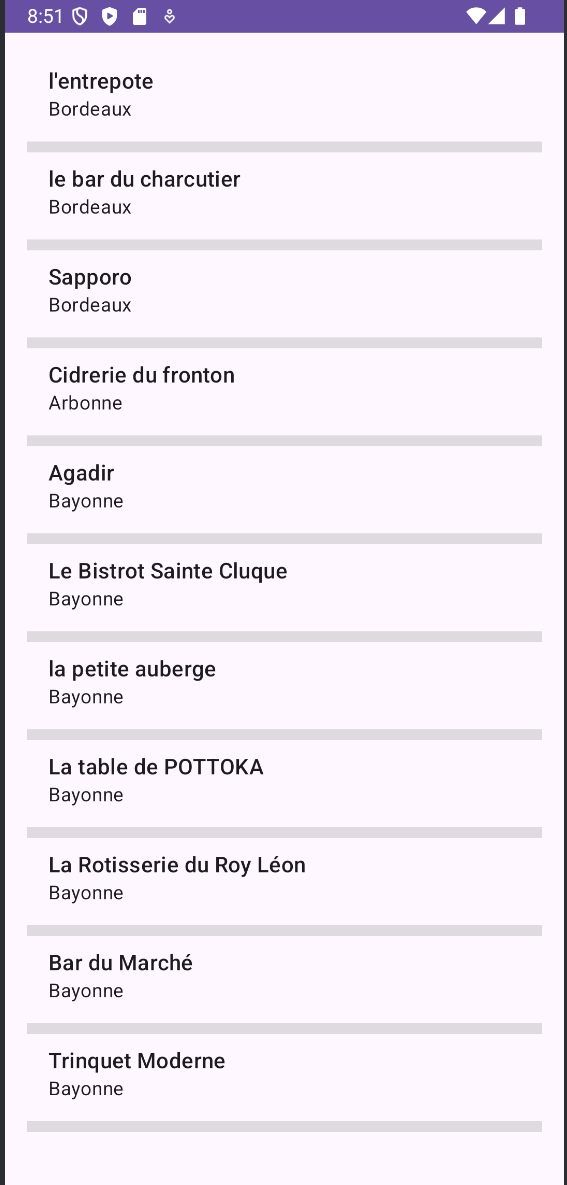 8:51
l'entrepote
Bordeaux
le bar du charcutier
Bordeaux
Sapporo
Bordeaux
Cidrerie du fronton
Arbonne
Agadir
Bayonne
Le Bistrot Sainte Cluque
Bayonne
la petite auberge
Bayonne
La table de POTTOKA
Bayonne
La Rotisserie du Roy Léon
Bayonne
Bar du Marché
Bayonne
Trinquet Moderne
Bayonne